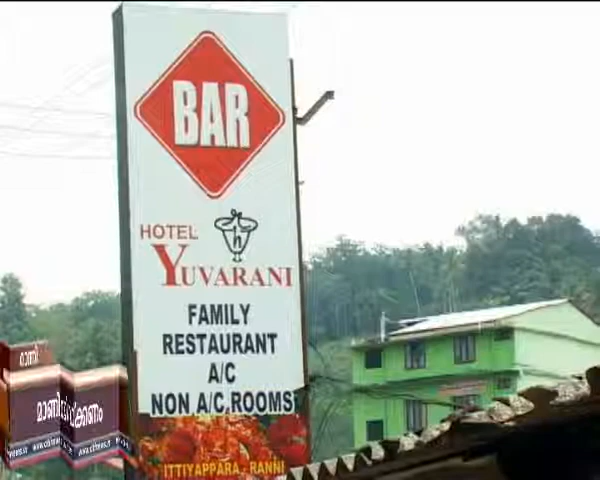 BAR
HOTEL
YUVARANI
FAMILY
RESTAURANT
A/C
NON A/C.ROOMS
ITTIYAPPARA - RANNI
മാണി